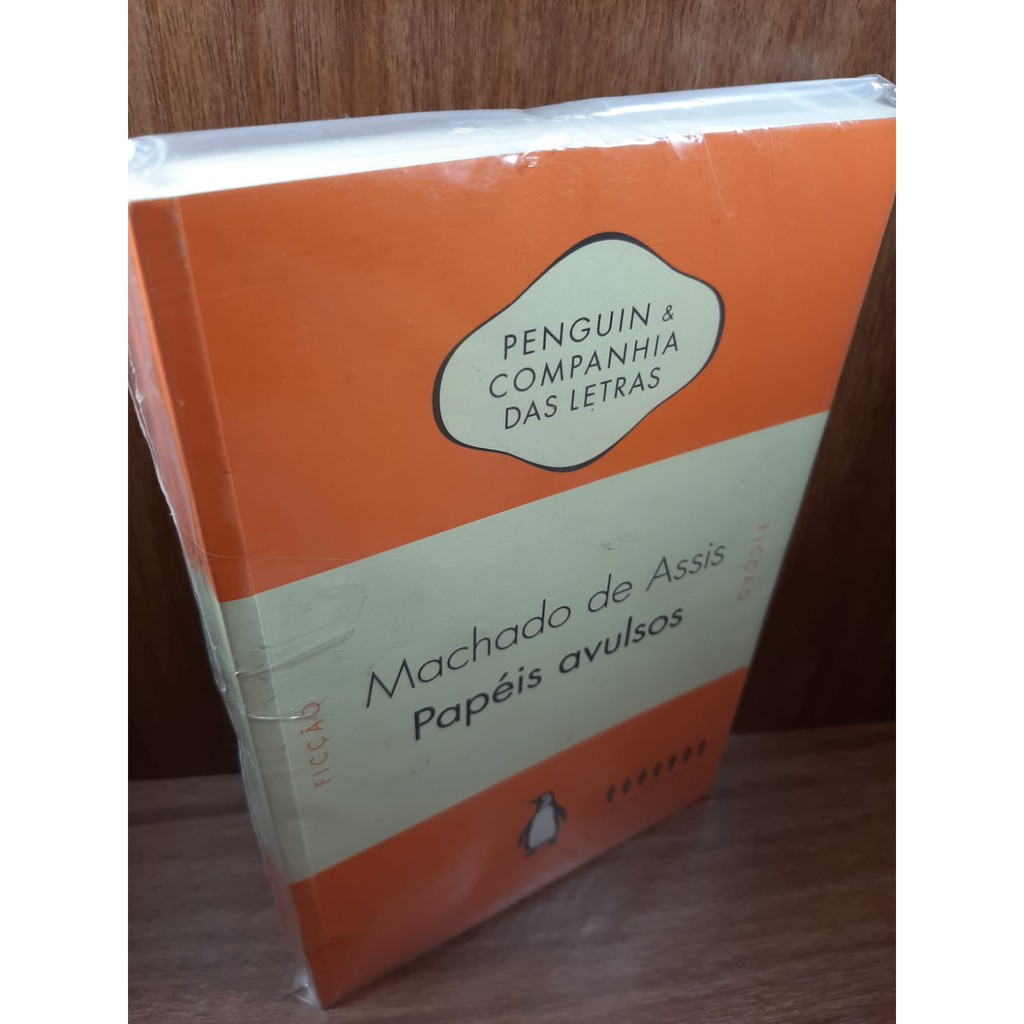 PENGUIN &
COMPANHIA
DAS LETRAS
Machado de Assis
Papéis avulsos
FICÇÃO
FICÇÃO